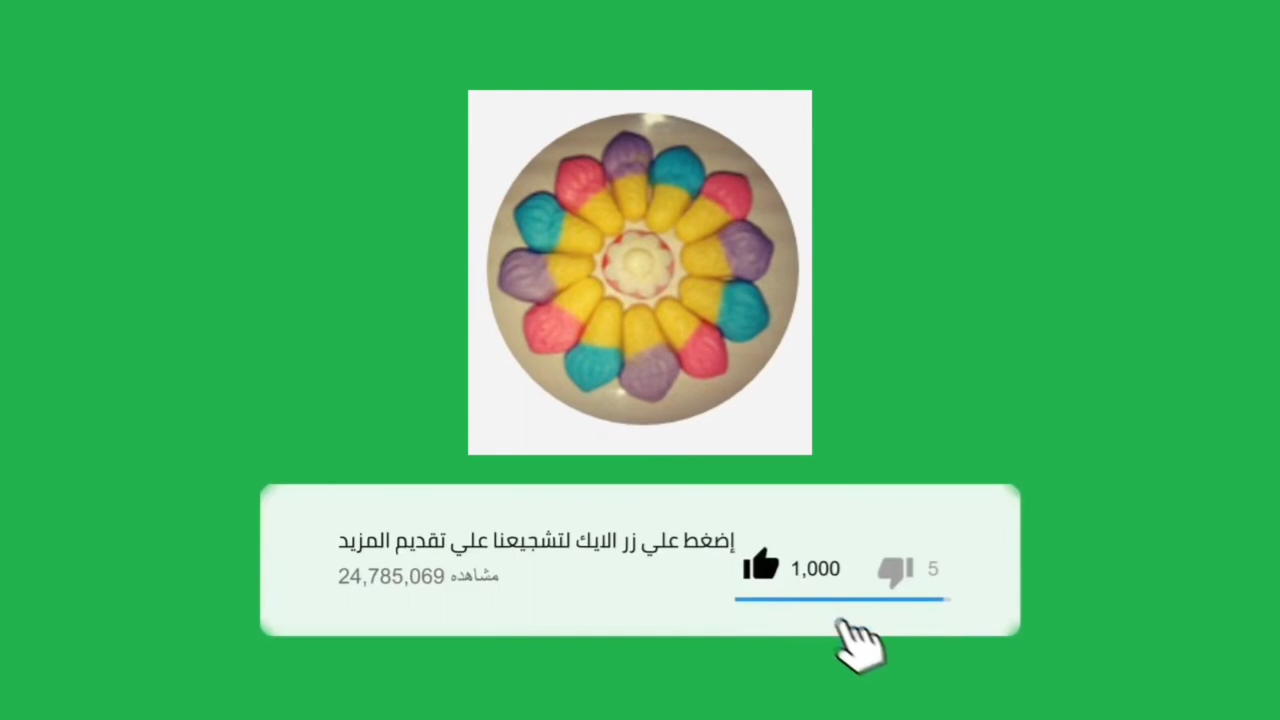 إضغط علي زر الايك لتشجيعنا علي تقديم المزيد
24,785,069 مشاهده
1,000
5